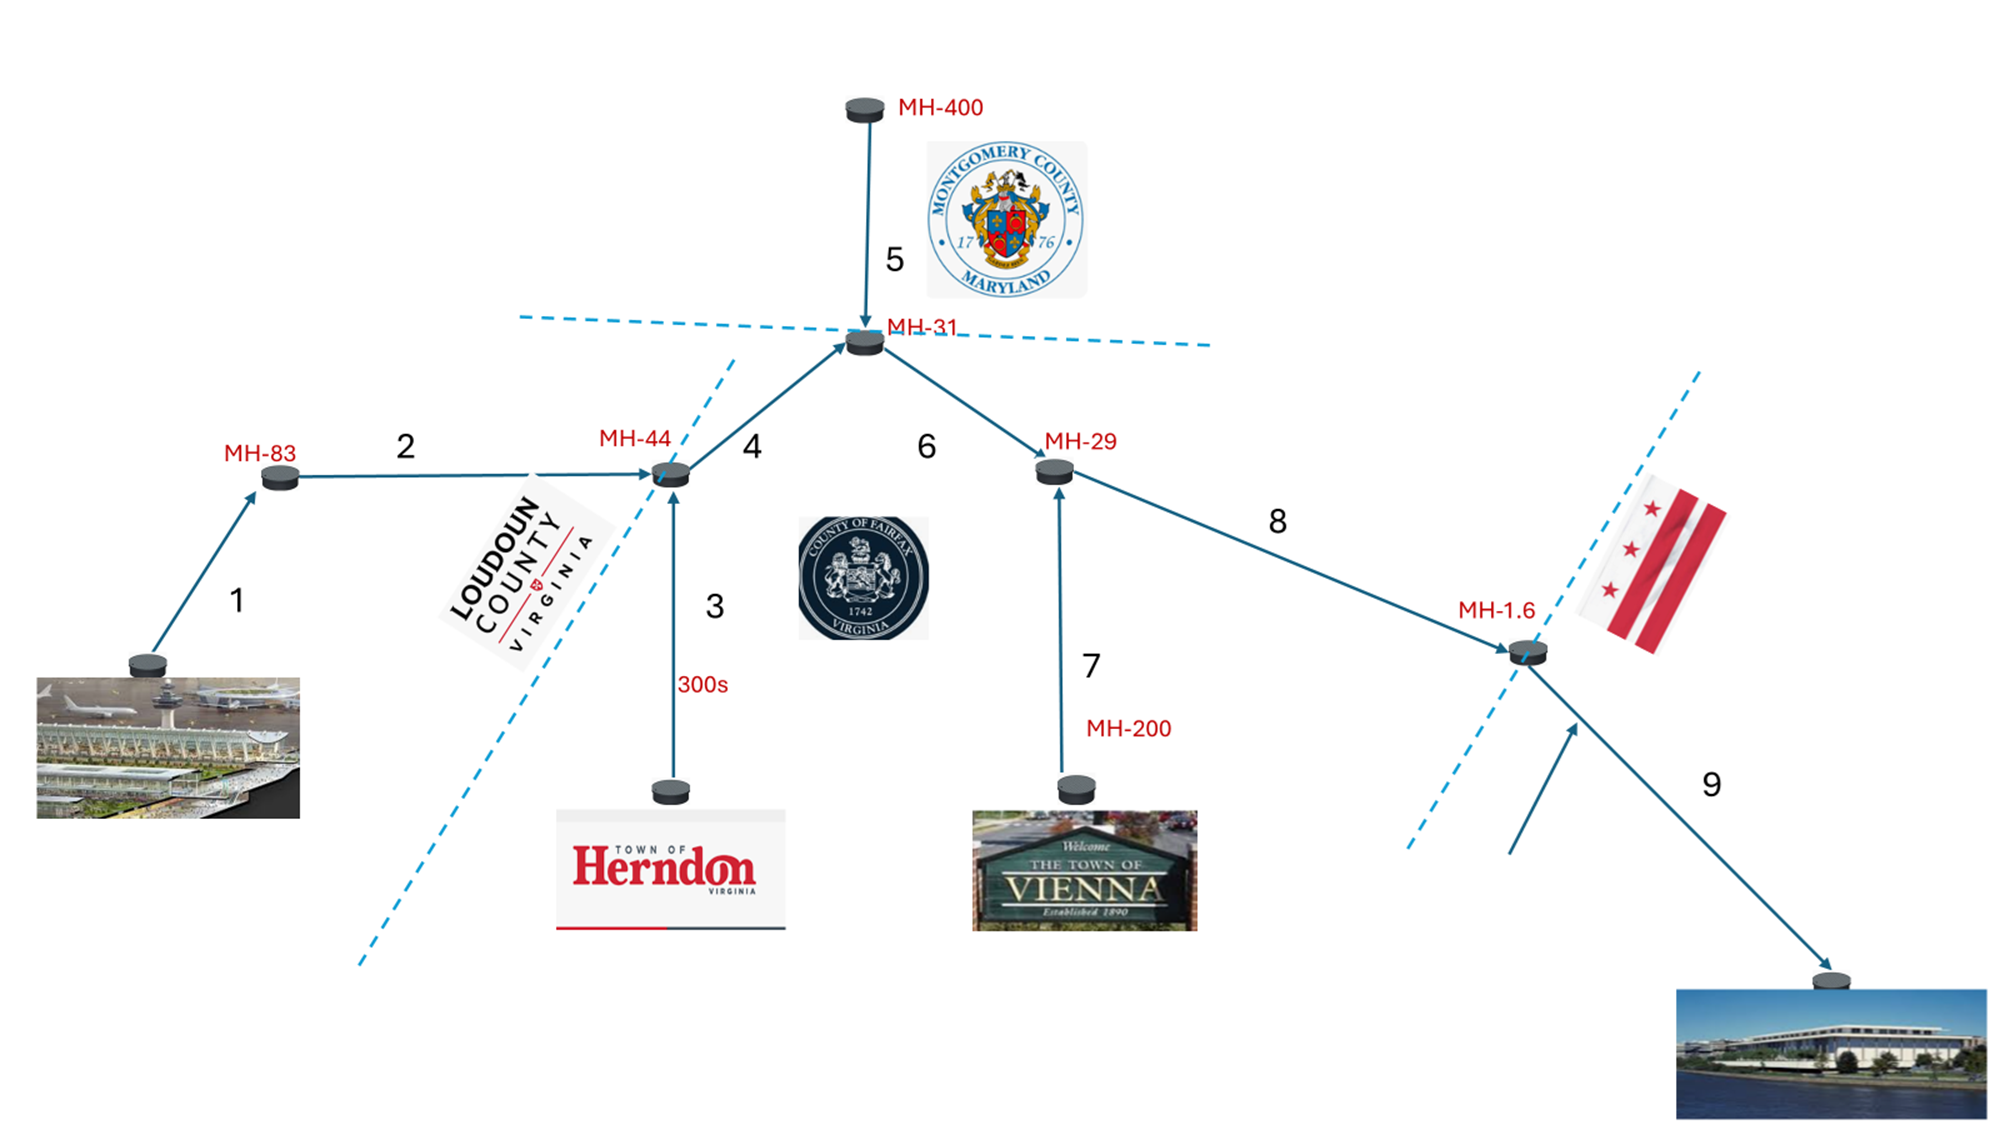 MH-400
MONTGOMERY COUNTY
17 76
MARYLAND
5
MH-31
MH-83
2
MH-44
4
6
MH-29
8
LOUDOUN
COUNTY
VIRGINIA
COUNTY OF FAIRFAX
1742
VIRGINIA
1
3
MH-1.6
7
300s
MH-200
9
TOWN OF
Herndon
VIRGINIA
Welcome
THE TOWN OF
VIENNA
Established 1890